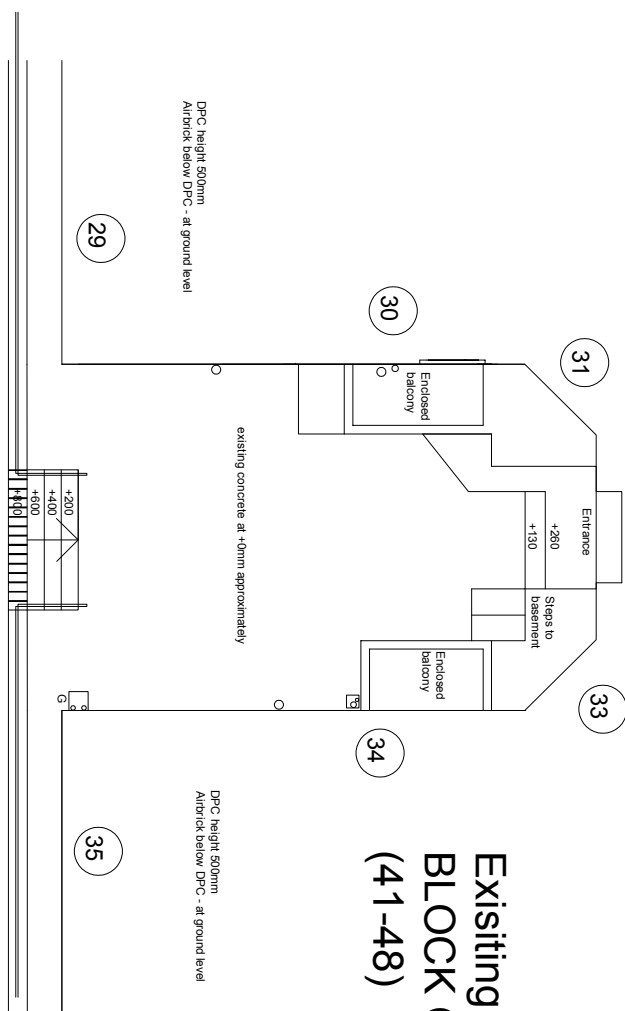 31
33
Entrance
+260
+130
Steps to
basement
Exisiting
BLOCK
(41-48)
Enclosed
balcony
Enclosed
balcony
30
34
existing concrete at +0mm approximately
DPC height 500mm
Airbrick below DPC - at ground level
DPC height 500mm
Airbrick below DPC - at ground level
29
35
G
+200
+400
+600
+800